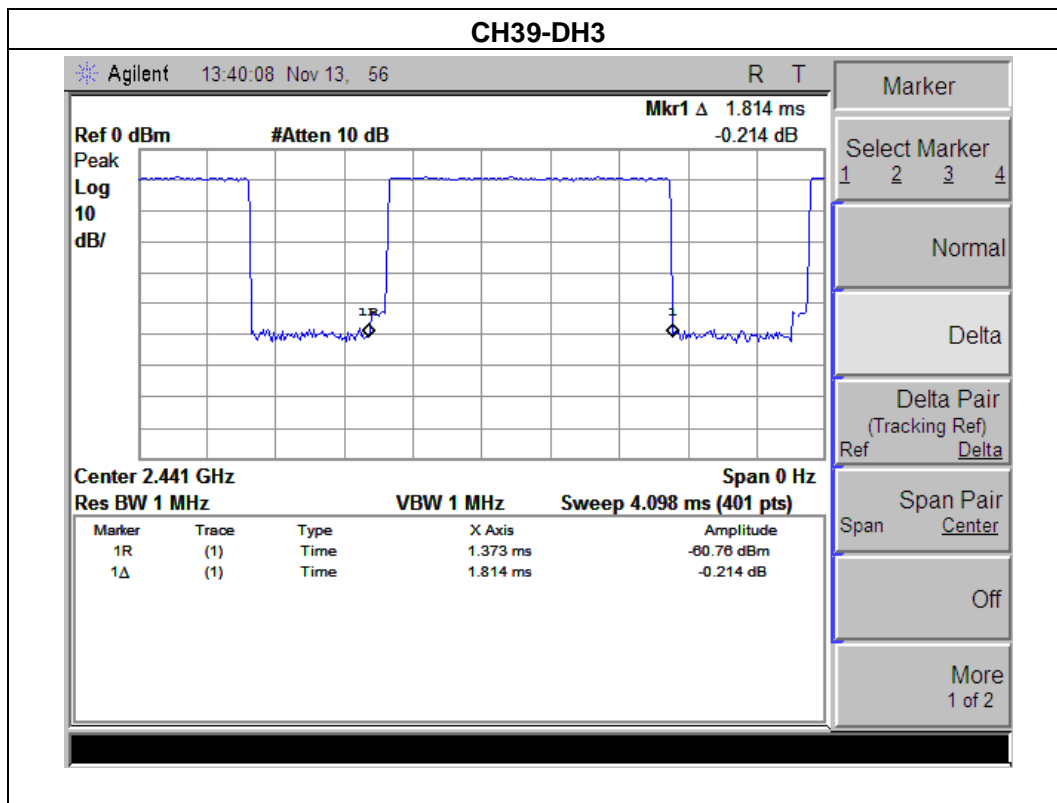 CH39-DH3
Agilent 13:40:08 Nov 13, 56 R T
Mkr1 Δ 1.814 ms
Ref 0 dBm #Atten 10 dB -0.214 dB
Peak
Log
10
dB/
1R
1
Center 2.441 GHz Span 0 Hz
Res BW 1 MHz VBW 1 MHz Sweep 4.098 ms (401 pts)
Marker Trace Type X Axis Amplitude
1R (1) Time 1.373 ms -60.76 dBm
1Δ (1) Time 1.814 ms -0.214 dB
Marker
Select Marker
1 2 3 4
Normal
Delta
Delta Pair
(Tracking Ref)
Ref Delta
Span Pair
Span Center
Off
More
1 of 2